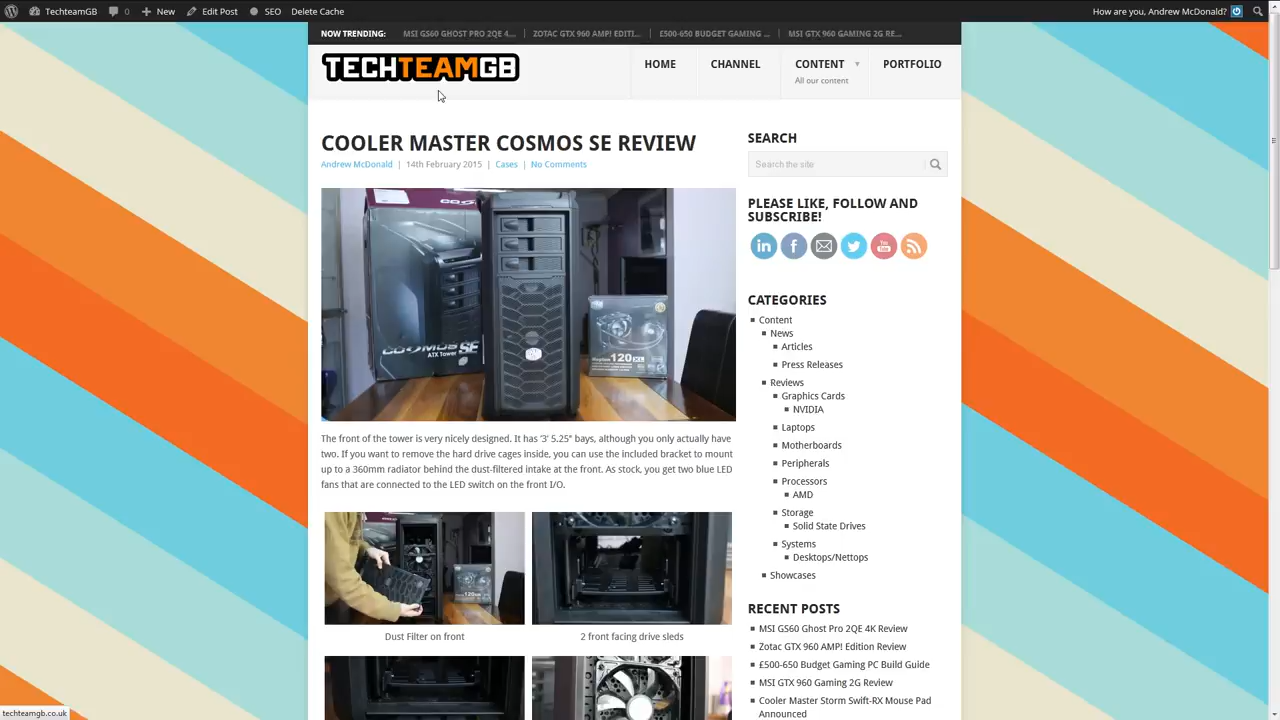 TechTeamGB 0 New Edit Post SEO Delete Cache How are you, Andrew McDonald?
NOW TRENDING: MSI GS60 GHOST PRO 2QE 4... ZOTAC GTX 960 AMP! EDITI... £500-650 BUDGET GAMING ... MSI GTX 960 GAMING 2G RE...
TECHTEAMGB
HOME CHANNEL CONTENT PORTFOLIO
All our content
COOLER MASTER COSMOS SE REVIEW
Andrew McDonald | 14th February 2015 | Cases | No Comments
COSMOS SE
ATX Tower
120 XL
The front of the tower is very nicely designed. It has '3' 5.25" bays, although you only actually have
two. If you want to remove the hard drive cages inside, you can use the included bracket to mount
up to a 360mm radiator behind the dust-filtered intake at the front. As stock, you get two blue LED
fans that are connected to the LED switch on the front I/O.
Dust Filter on front
2 front facing drive sleds
SEARCH
Search the site
PLEASE LIKE, FOLLOW AND
SUBSCRIBE!
CATEGORIES
Content
News
Articles
Press Releases
Reviews
Graphics Cards
NVIDIA
Laptops
Motherboards
Peripherals
Processors
AMD
Storage
Solid State Drives
Systems
Desktops/Nettops
Showcases
RECENT POSTS
MSI GS60 Ghost Pro 2QE 4K Review
Zotac GTX 960 AMP! Edition Review
£500-650 Budget Gaming PC Build Guide
MSI GTX 960 Gaming 2G Review
Cooler Master Storm Swift-RX Mouse Pad
Announced
techteamgb.co.uk